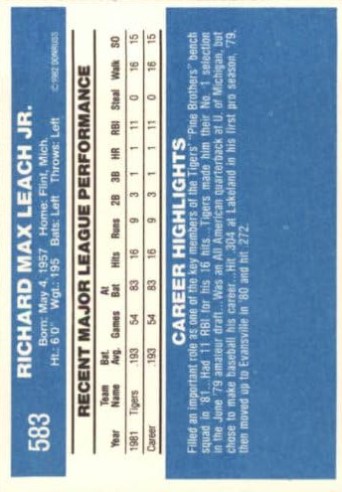 583
RICHARD MAX LEACH JR.
Born: May 4, 1957 Home: Flint, Mich.
Ht.: 6'0" Wgt.: 195 Bats: Left Throws: Left
© 1982 DONRUSS
RECENT MAJOR LEAGUE PERFORMANCE
Year Team Name Bat. Avg. Games At Bat Hits Runs 2B 3B HR RBI Steal Walk SO
1981 Tigers .193 54 83 16 9 3 1 1 11 0 16 15
Career .193 54 83 16 9 3 1 1 11 0 16 15
CAREER HIGHLIGHTS
Filled an important role as one of the key members of the Tigers' "Pine Brothers" bench
squad in '81...Had 11 RBI for his 16 hits...Tigers made him their No. 1 selection
in the June '79 amateur draft...Was an All American quarterback at U. of Michigan, but
chose to make baseball his career...Hit .304 at Lakeland in his first pro season, '79,
then moved up to Evansville in '80 and hit .272.